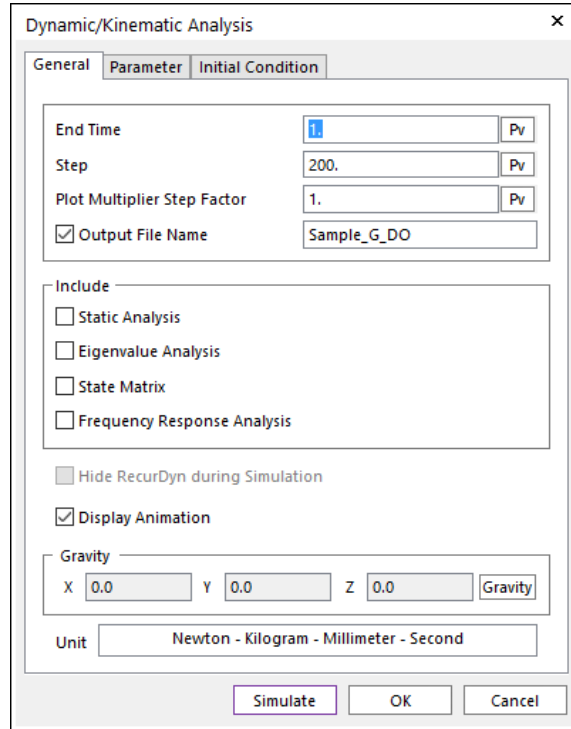 Dynamic/Kinematic Analysis
General Parameter Initial Condition
End Time 1. Pv
Step 200. Pv
Plot Multiplier Step Factor 1. Pv
Output File Name Sample_G_DO
Include
Static Analysis
Eigenvalue Analysis
State Matrix
Frequency Response Analysis
Hide RecurDyn during Simulation
Display Animation
Gravity
X 0.0 Y 0.0 Z 0.0 Gravity
Unit Newton - Kilogram - Millimeter - Second
Simulate OK Cancel